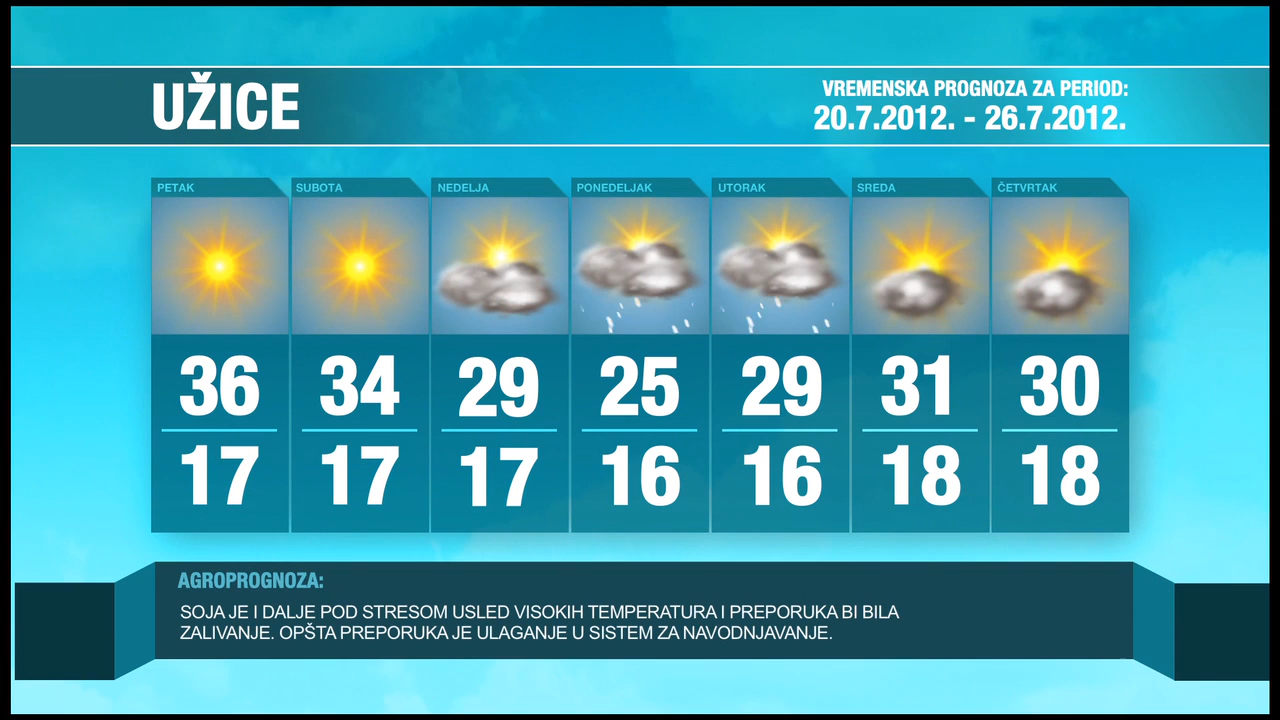 UŽICE
VREMENSKA PROGNOZA ZA PERIOD:
20.7.2012. - 26.7.2012.
PETAK SUBOTA NEDELJA PONEDELJAK UTORAK SREDA ČETVRTAK
36 34 29 25 29 31 30
17 17 17 16 16 18 18
AGROPROGNOZA:
SOJA JE I DALJE POD STRESOM USLED VISOKIH TEMPERATURA I PREPORUKA BI BILA
ZALIVANJE. OPŠTA PREPORUKA JE ULAGANJE U SISTEM ZA NAVODNJAVANJE.